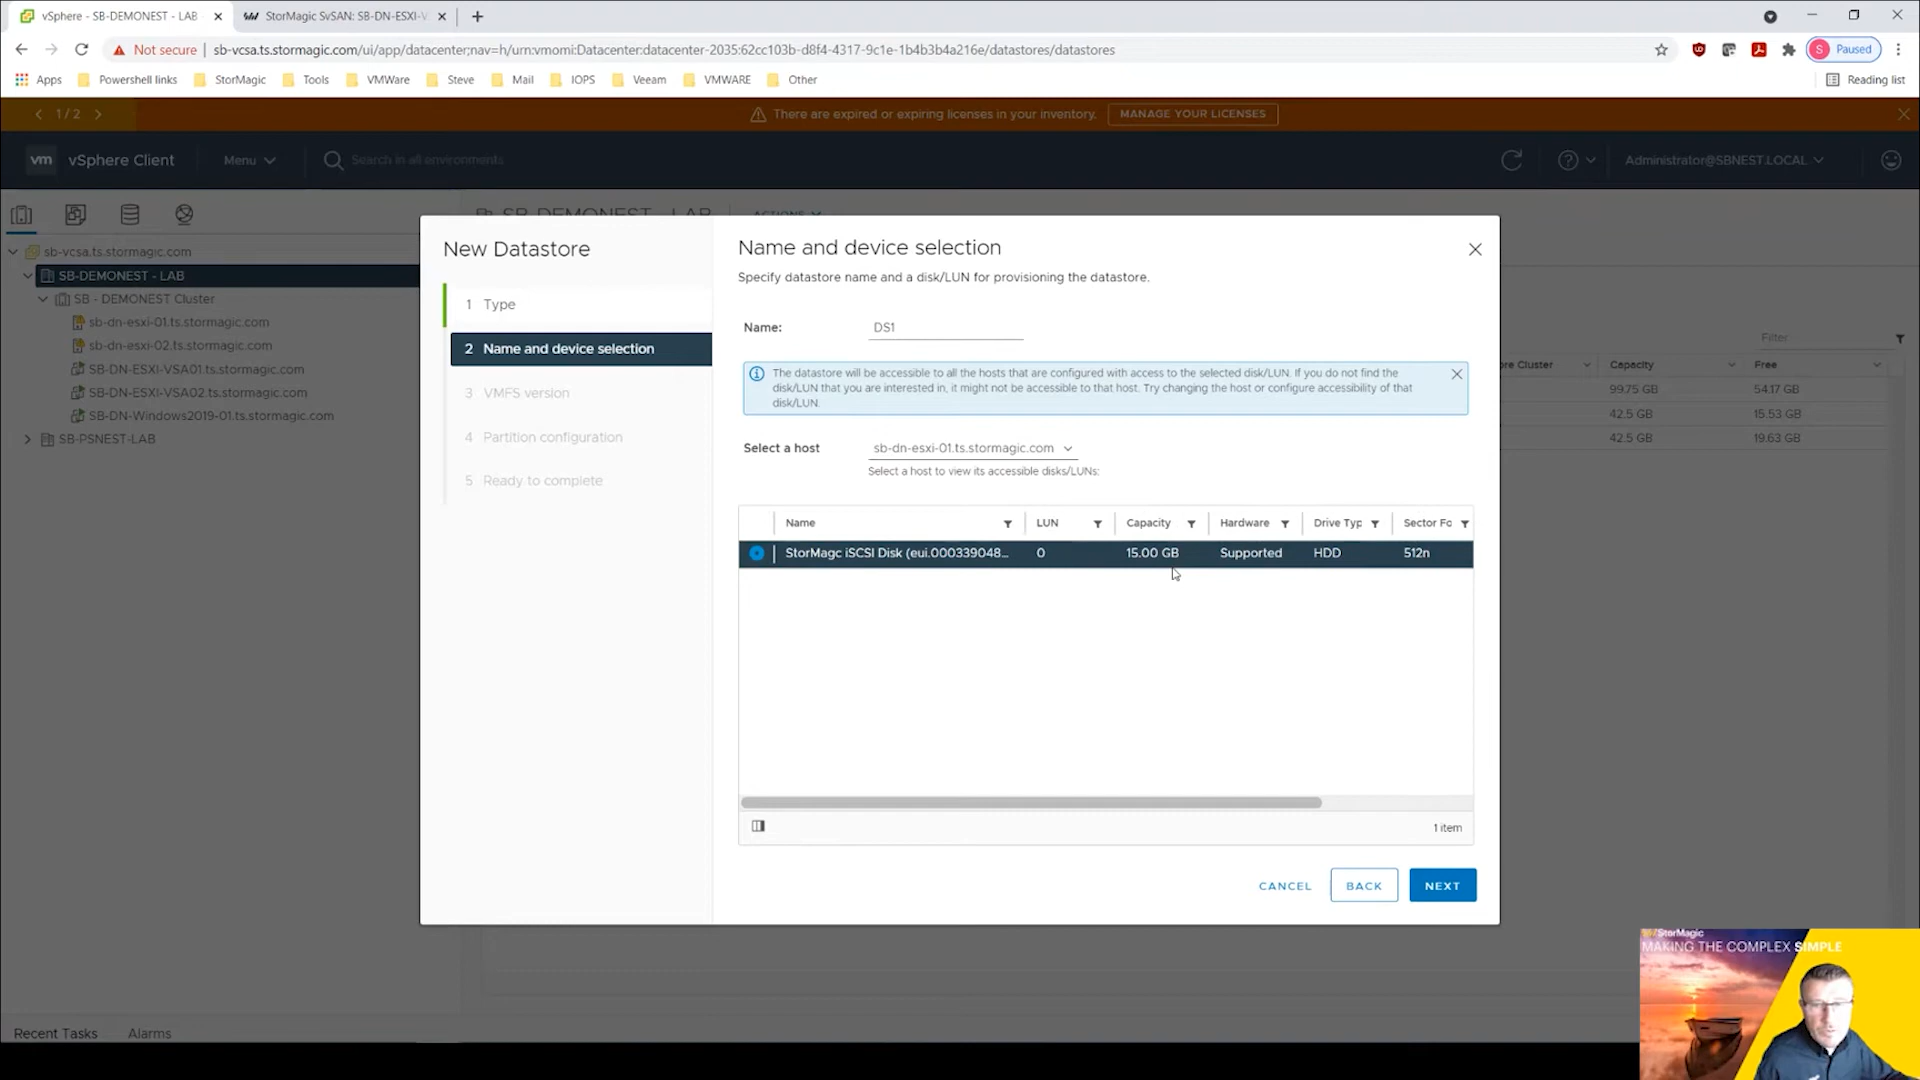 vSphere - SB-DEMONEST - LAB
StorMagic SvSAN: SB-DN-ESXI-V
Not secure
sb-vcsa.ts.stormagic.com/ui/app/datacenter;nav=h/urn:vmomi:Datacenter:datacenter-2035:62cc103b-d8f4-4317-9c1e-1b4b3b4a216e/datastores/datastores
S Paused
Apps
Powershell links
StorMagic
Tools
VMWare
Steve
Mail
IOPS
Veeam
VMWARE
Other
Reading list
1 / 2
There are expired or expiring licenses in your inventory.
MANAGE YOUR LICENSES
vm vSphere Client
Menu
Search in all environments
Administrator@SBNEST.LOCAL
sb-vcsa.ts.stormagic.com
SB-DEMONEST - LAB
SB - DEMONEST Cluster
sb-dn-esxi-01.ts.stormagic.com
sb-dn-esxi-02.ts.stormagic.com
SB-DN-ESXI-VSA01.ts.stormagic.com
SB-DN-ESXI-VSA02.ts.stormagic.com
SB-DN-Windows2019-01.ts.stormagic.com
SB-PSNEST-LAB
SB-DEMONEST - LAB
ACTIONS
New Datastore
1 Type
2 Name and device selection
3 VMFS version
4 Partition configuration
5 Ready to complete
Name and device selection
Specify datastore name and a disk/LUN for provisioning the datastore.
Name: DS1
The datastore will be accessible to all the hosts that are configured with access to the selected disk/LUN. If you do not find the
disk/LUN that you are interested in, it might not be accessible to that host. Try changing the host or configure accessibility of that
disk/LUN.
Select a host sb-dn-esxi-01.ts.stormagic.com
Select a host to view its accessible disks/LUNs:
Name LUN Capacity Hardware Drive Typ Sector Fo
StorMagc iSCSI Disk (eui.000339048... 0 15.00 GB Supported HDD 512n
1 item
CANCEL
BACK
NEXT
Filter
ore Cluster Capacity Free
99.75 GB 54.17 GB
42.5 GB 15.53 GB
42.5 GB 19.63 GB
Recent Tasks
Alarms
StorMagic
MAKING THE COMPLEX SIMPLE